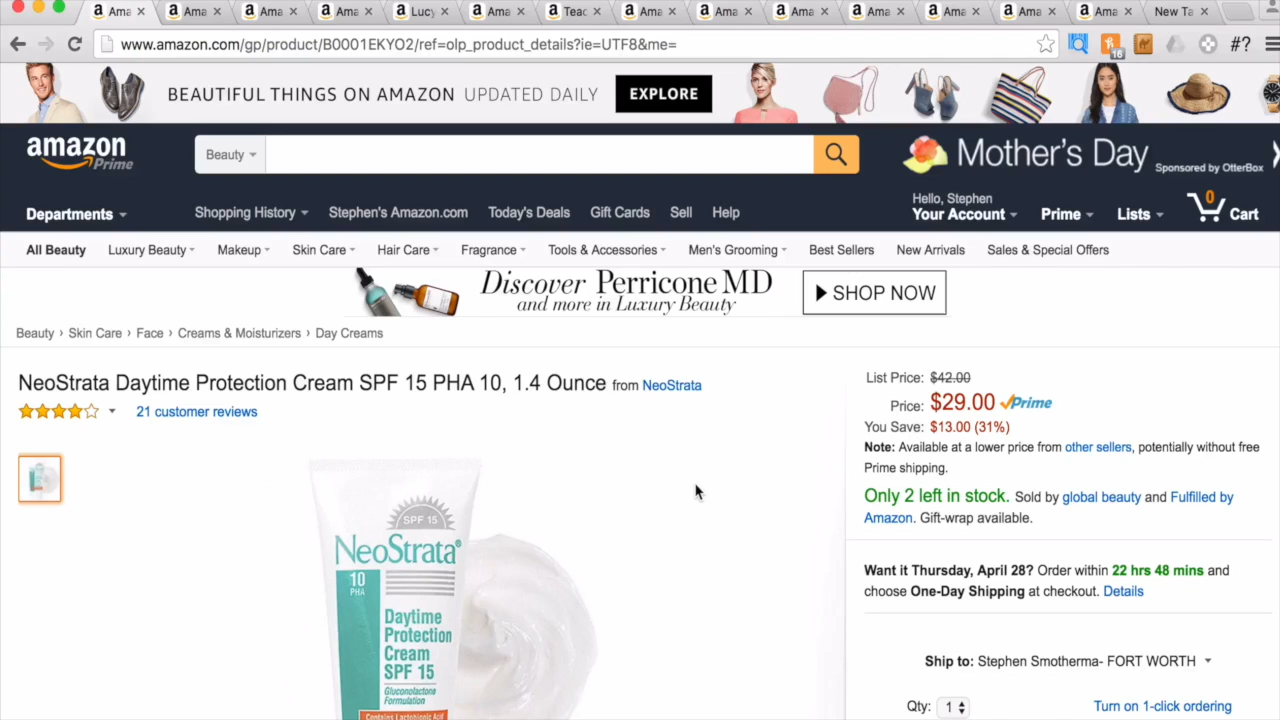 Ama
Ama
Ama
Ama
Lucy
Ama
Teac
Ama
Ama
Ama
Ama
Ama
Ama
Ama
New Ta
www.amazon.com/gp/product/B0001EKYO2/ref=olp_product_details?ie=UTF8&me=
16
#?
BEAUTIFUL THINGS ON AMAZON UPDATED DAILY EXPLORE
amazon Prime
Beauty
Mother's Day Sponsored by OtterBox
Departments
Shopping History Stephen's Amazon.com Today's Deals Gift Cards Sell Help
Hello, Stephen
Your Account Prime Lists 0 Cart
All Beauty Luxury Beauty Makeup Skin Care Hair Care Fragrance Tools & Accessories Men's Grooming Best Sellers New Arrivals Sales & Special Offers
Discover Perricone MD
and more in Luxury Beauty
SHOP NOW
Beauty › Skin Care › Face › Creams & Moisturizers › Day Creams
NeoStrata Daytime Protection Cream SPF 15 PHA 10, 1.4 Ounce from NeoStrata
21 customer reviews
SPF 15
NeoStrata®
10
PHA
Daytime
Protection
Cream
SPF 15
Gluconolactone
Formulation
Contains Lactobionic Acid
List Price: $42.00
Price: $29.00 Prime
You Save: $13.00 (31%)
Note: Available at a lower price from other sellers, potentially without free
Prime shipping.
Only 2 left in stock. Sold by global beauty and Fulfilled by
Amazon. Gift-wrap available.
Want it Thursday, April 28? Order within 22 hrs 48 mins and
choose One-Day Shipping at checkout. Details
Ship to: Stephen Smotherma- FORT WORTH
Qty: 1
Turn on 1-click ordering